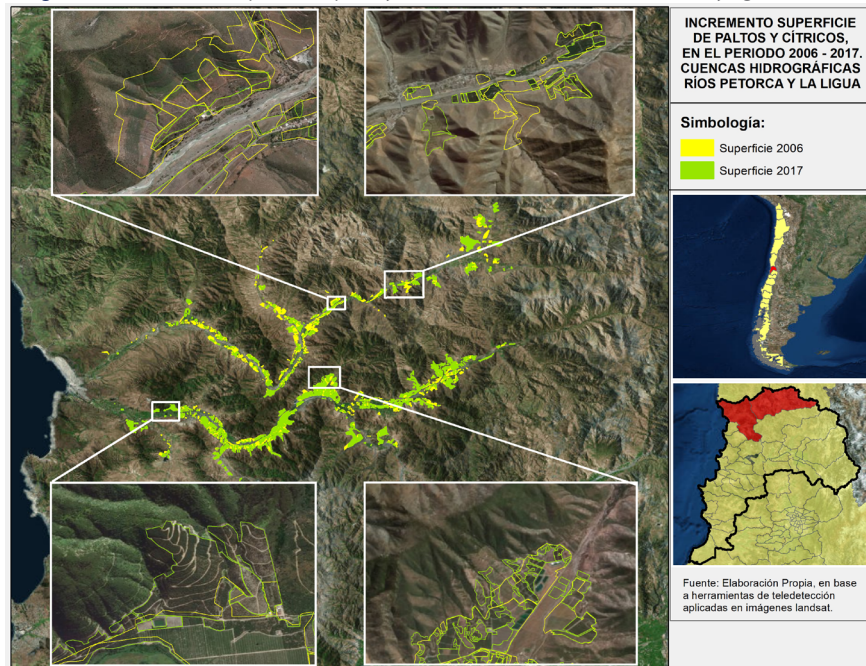 INCREMENTO SUPERFICIE
DE PALTOS Y CÍTRICOS,
EN EL PERIODO 2006 - 2017.
CUENCAS HIDROGRÁFICAS
RÍOS PETORCA Y LA LIGUA
Simbología:
Superficie 2006
Superficie 2017
Fuente: Elaboración Propia, en base
a herramientas de teledetección
aplicadas en imágenes landsat.